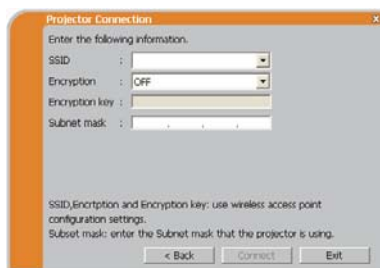 Projector Connection x
Enter the following information.
SSID :
Encryption : OFF
Encryption key :
Subnet mask : . . .
SSID,Encrtption and Encryption key: use wireless access point
configuration settings.
Subset mask: enter the Subnet mask that the projector is using.
< Back Connect Exit